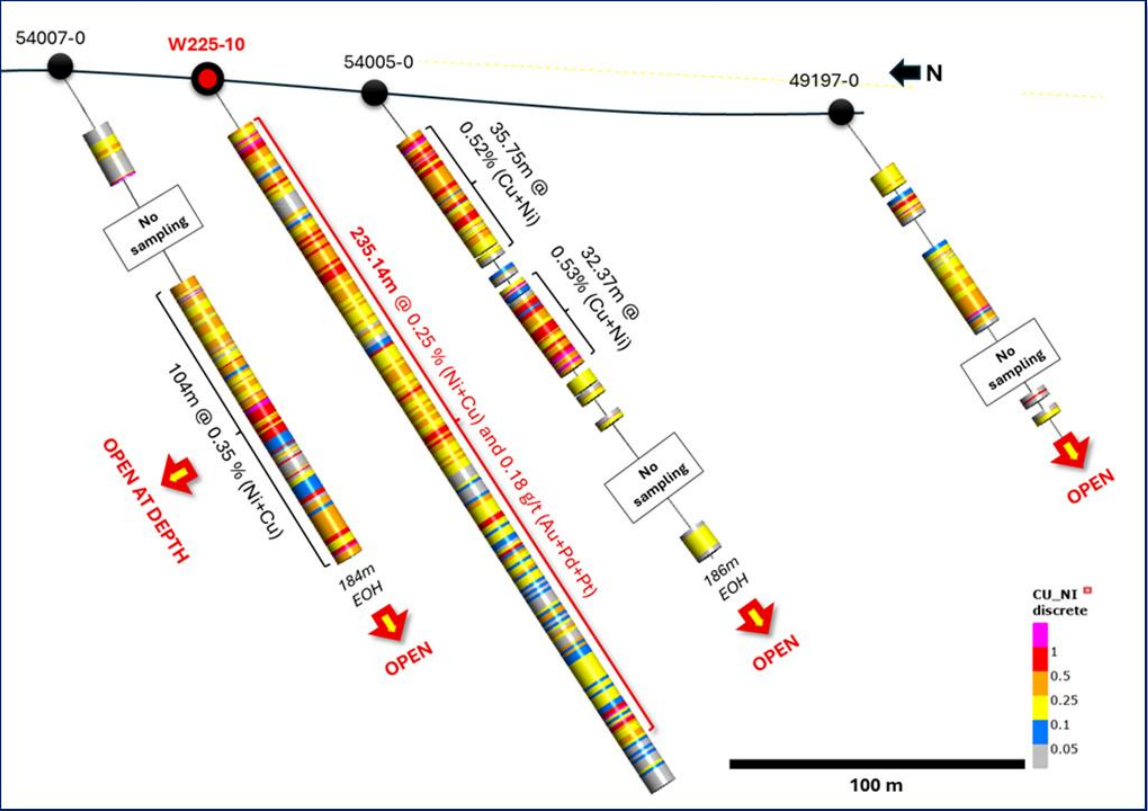 54007-0
W225-10
54005-0
49197-0
N
35.75m @
0.52% (Cu+Ni)
32.37m @
0.53% (Cu+Ni)
No
sampling
235.14m @ 0.25 % (Ni+Cu) and 0.18 g/t (Au+Pd+Pt)
104m @ 0.35 % (Ni+Cu)
OPEN AT DEPTH
184m
EOH
OPEN
No
sampling
186m
EOH
OPEN
No
sampling
OPEN
CU_NI
discrete
1
0.5
0.25
0.1
0.05
100 m